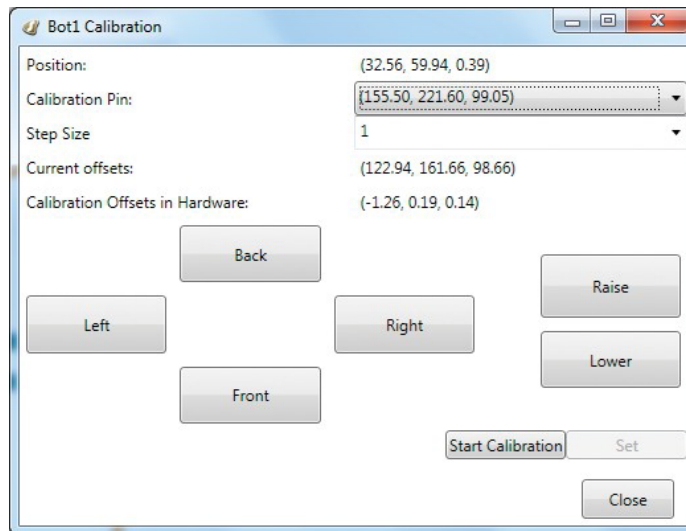 Bot1 Calibration
Position: (32.56, 59.94, 0.39)
Calibration Pin: (155.50, 221.60, 99.05)
Step Size 1
Current offsets: (122.94, 161.66, 98.66)
Calibration Offsets in Hardware: (-1.26, 0.19, 0.14)
Back
Raise
Left Right
Lower
Front
Start Calibration Set
Close